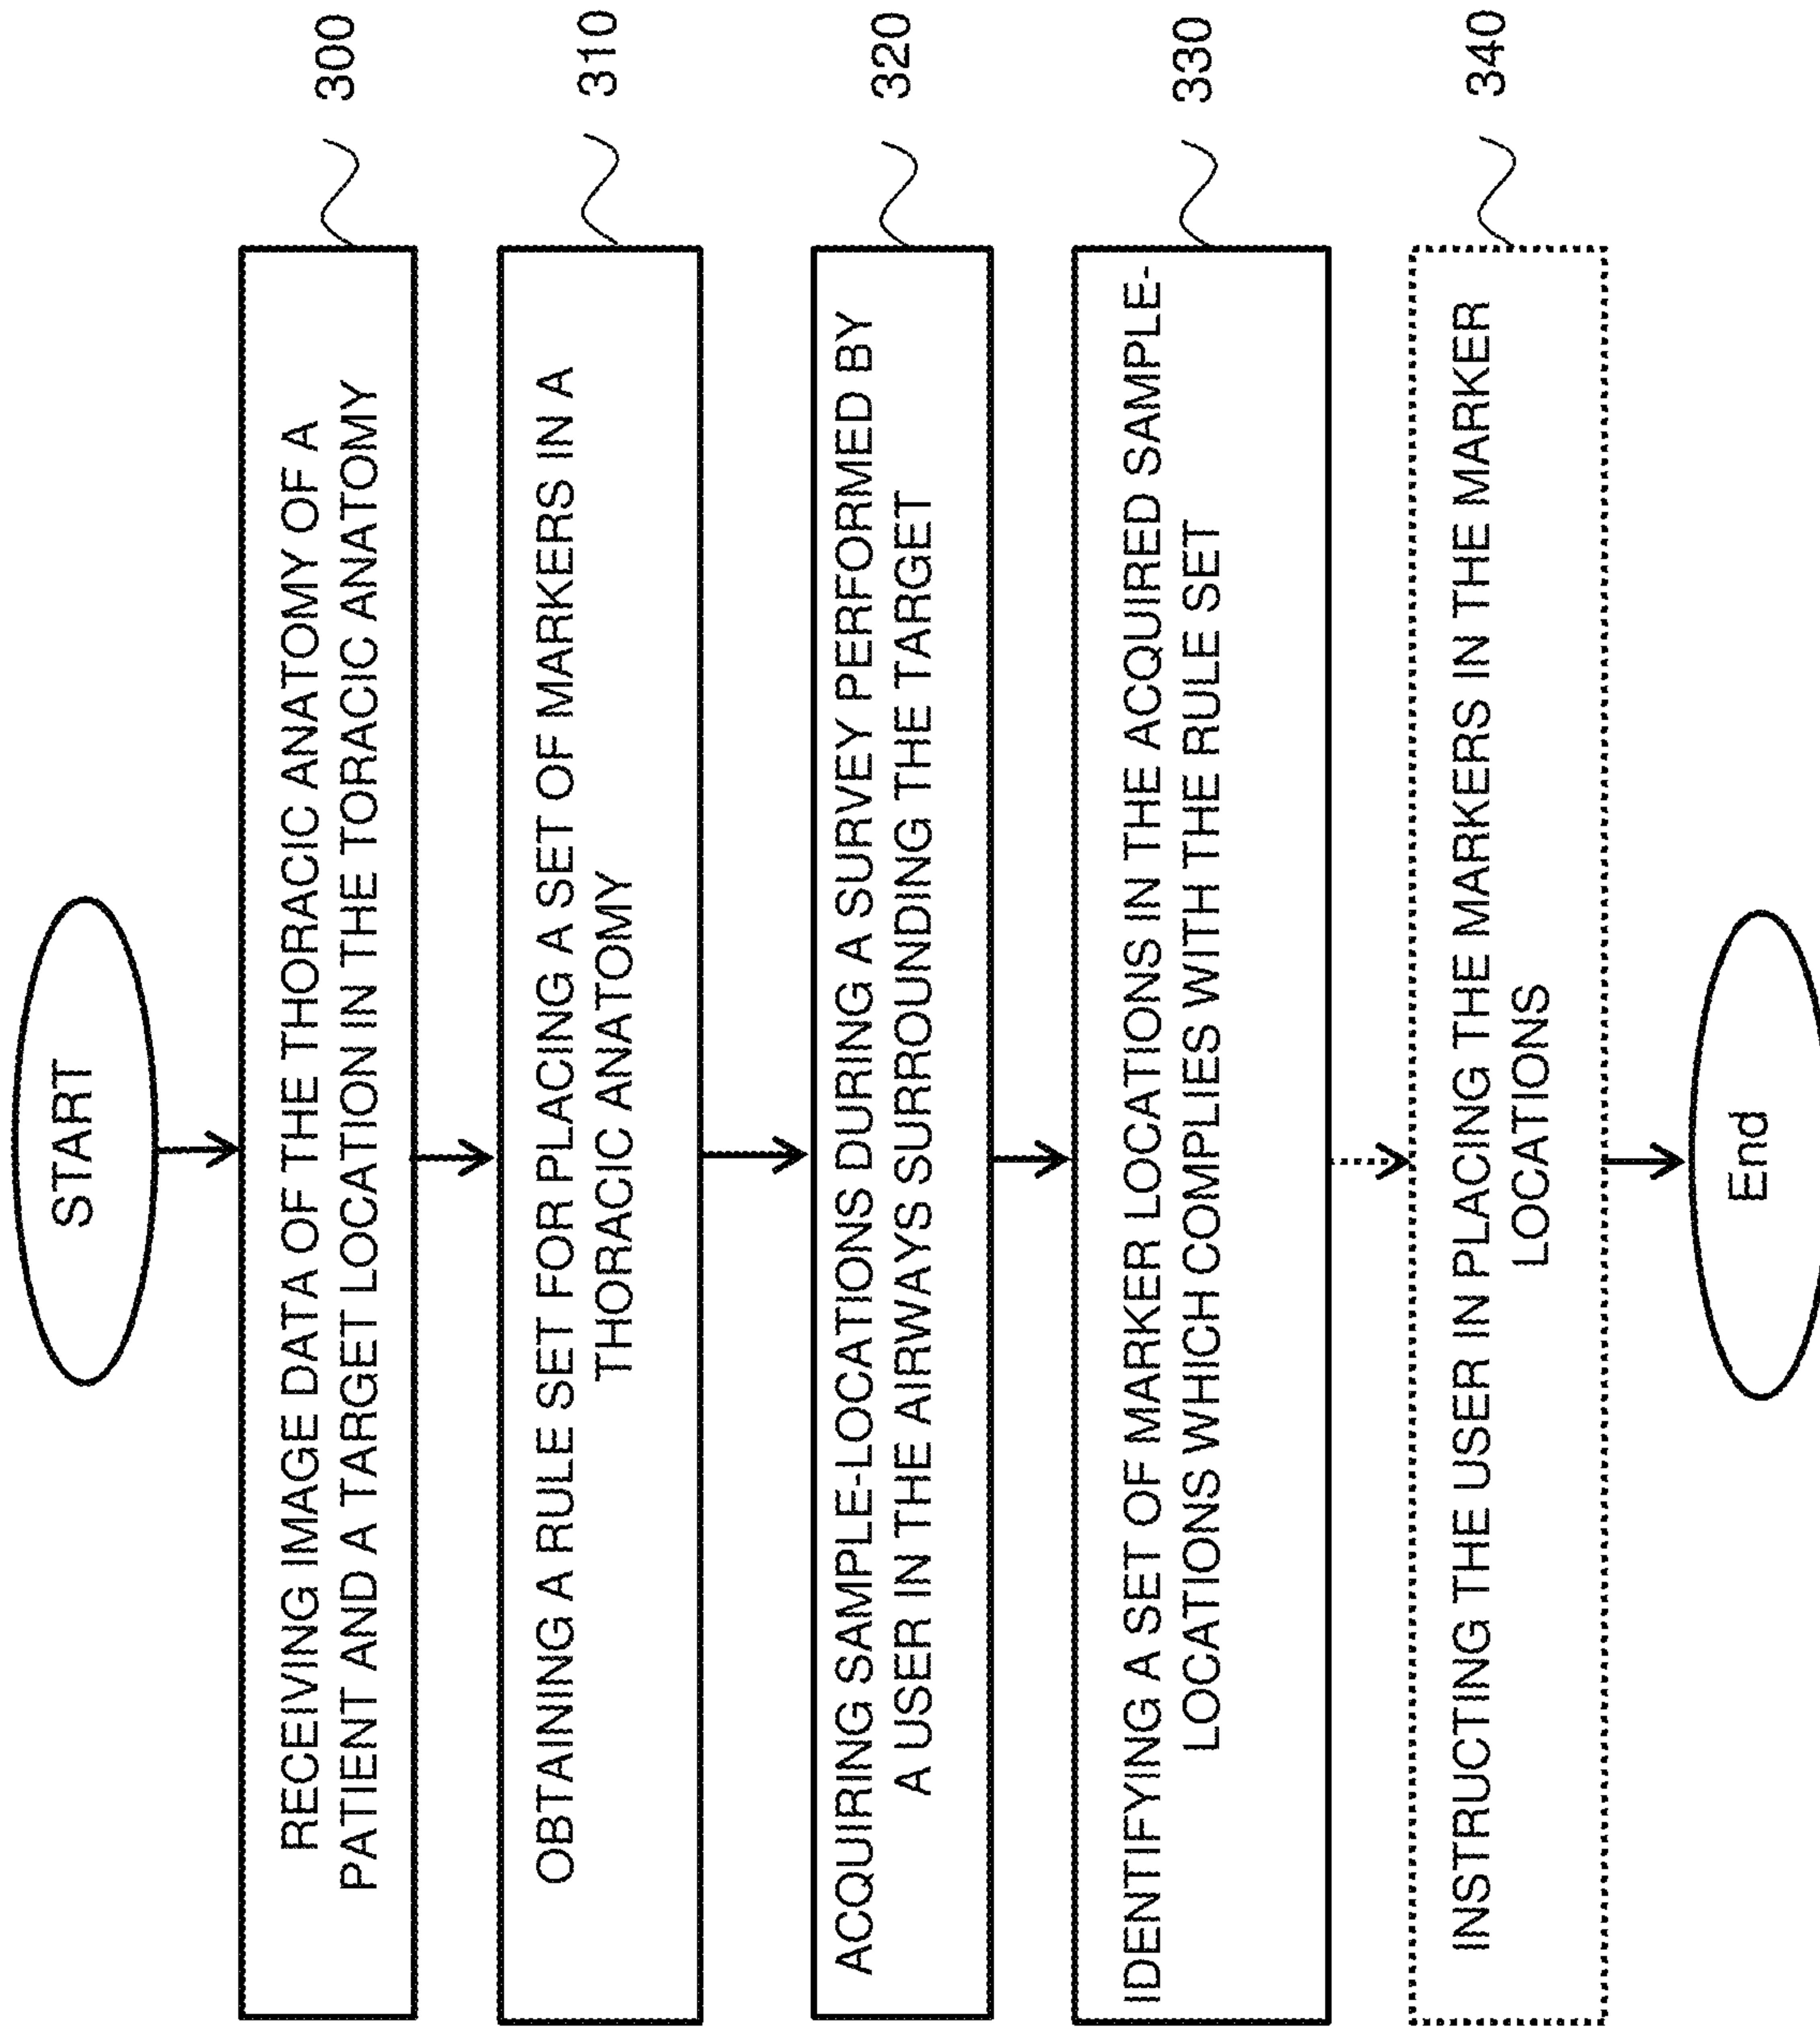 START
RECEIVING IMAGE DATA OF THE THORACIC ANATOMY OF A
PATIENT AND A TARGET LOCATION IN THE TORACIC ANATOMY
300
OBTAINING A RULE SET FOR PLACING A SET OF MARKERS IN A
THORACIC ANATOMY
310
ACQUIRING SAMPLE-LOCATIONS DURING A SURVEY PERFORMED BY
A USER IN THE AIRWAYS SURROUNDING THE TARGET
320
IDENTIFYING A SET OF MARKER LOCATIONS IN THE ACQUIRED SAMPLE-
LOCATIONS WHICH COMPLIES WITH THE RULE SET
330
INSTRUCTING THE USER IN PLACING THE MARKERS IN THE MARKER
LOCATIONS
340
End